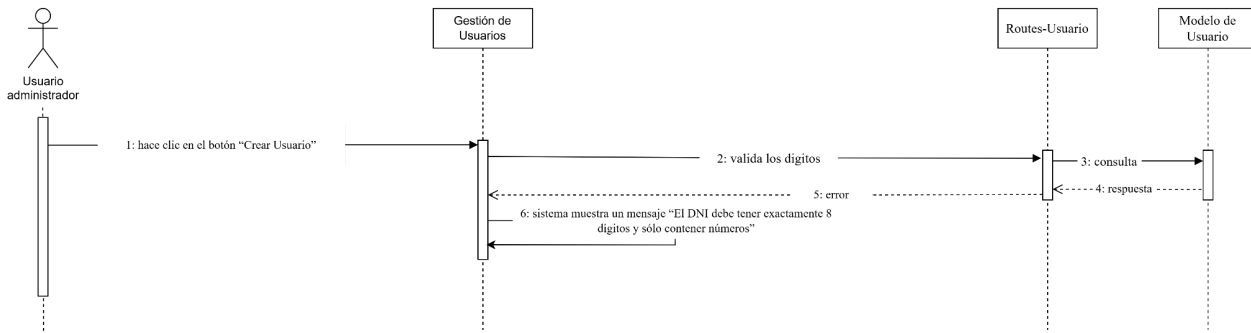 Gestión de
Usuarios
Routes-Usuario
Modelo de
Usuario
Usuario
administrador
1: hace clic en el botón “Crear Usuario”
2: valida los digitos
3: consulta
4: respuesta
5: error
6: sistema muestra un mensaje “El DNI debe tener exactamente 8
digitos y sólo contener números”